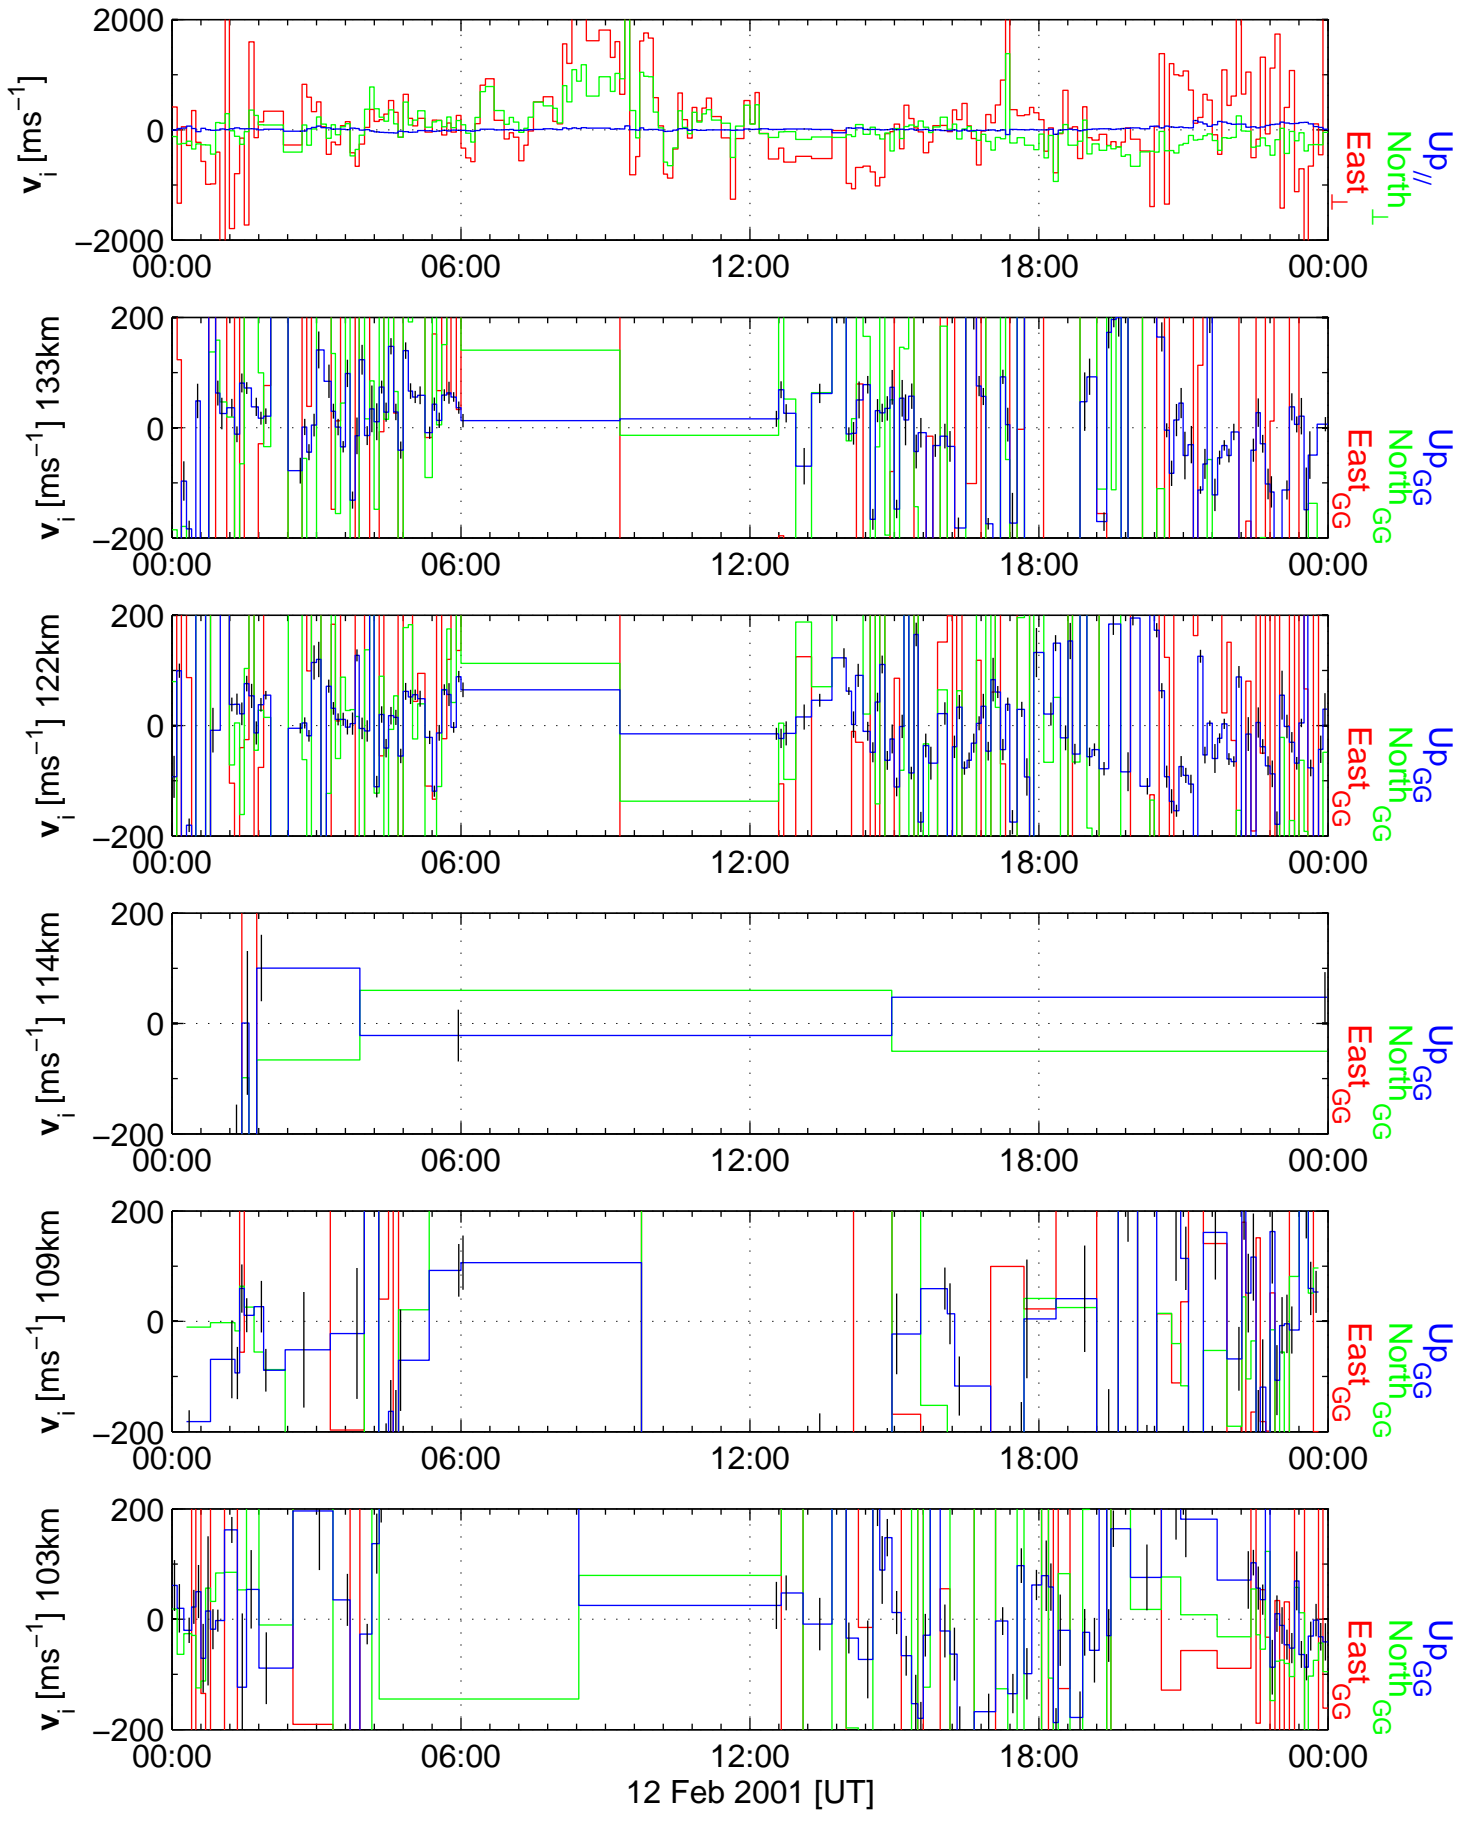 2000
0
−2000
v_i [ms^−1]
00:00 06:00 12:00 18:00 00:00
Up_//
North_⊥
East_⊥
200
0
−200
v_i [ms^−1] 133km
00:00 06:00 12:00 18:00 00:00
Up_GG
North_GG
East_GG
200
0
−200
v_i [ms^−1] 122km
00:00 06:00 12:00 18:00 00:00
Up_GG
North_GG
East_GG
200
0
−200
v_i [ms^−1] 114km
00:00 06:00 12:00 18:00 00:00
Up_GG
North_GG
East_GG
200
0
−200
v_i [ms^−1] 109km
00:00 06:00 12:00 18:00 00:00
Up_GG
North_GG
East_GG
200
0
−200
v_i [ms^−1] 103km
00:00 06:00 12:00 18:00 00:00
Up_GG
North_GG
East_GG
12 Feb 2001 [UT]